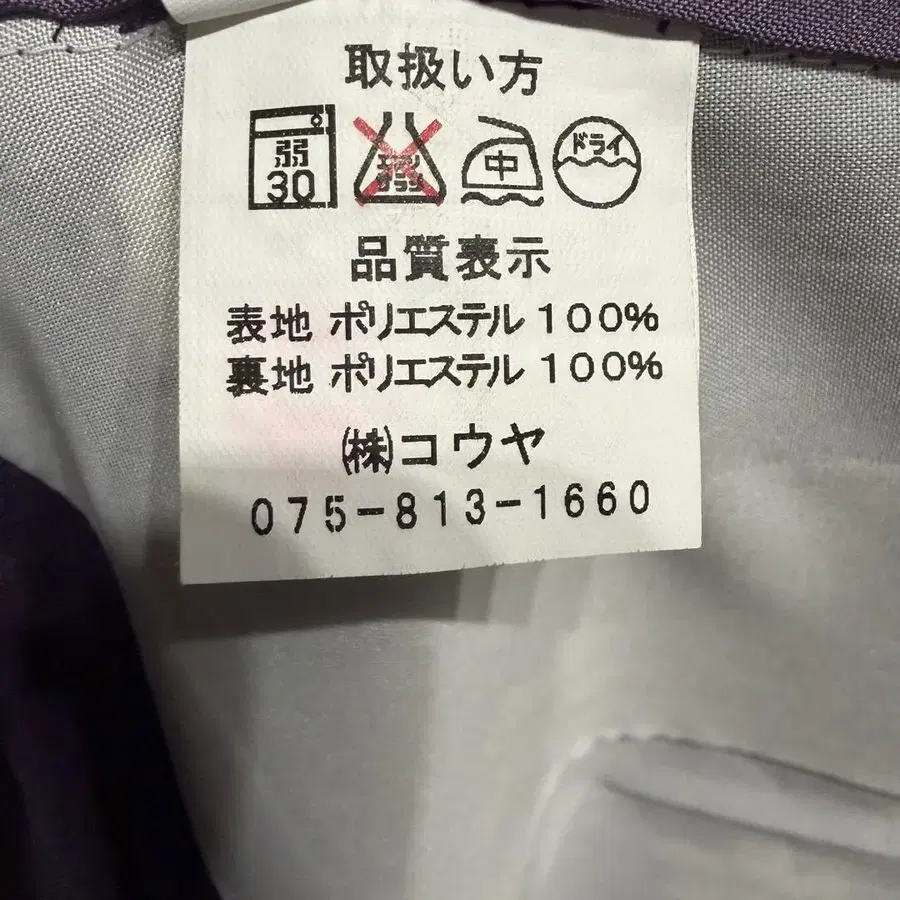 取扱い方
弱 30 エンソ サラシ 中 ドライ
品質表示
表地 ポリエステル 100%
裏地 ポリエステル 100%
㈱コウヤ
075-813-1660